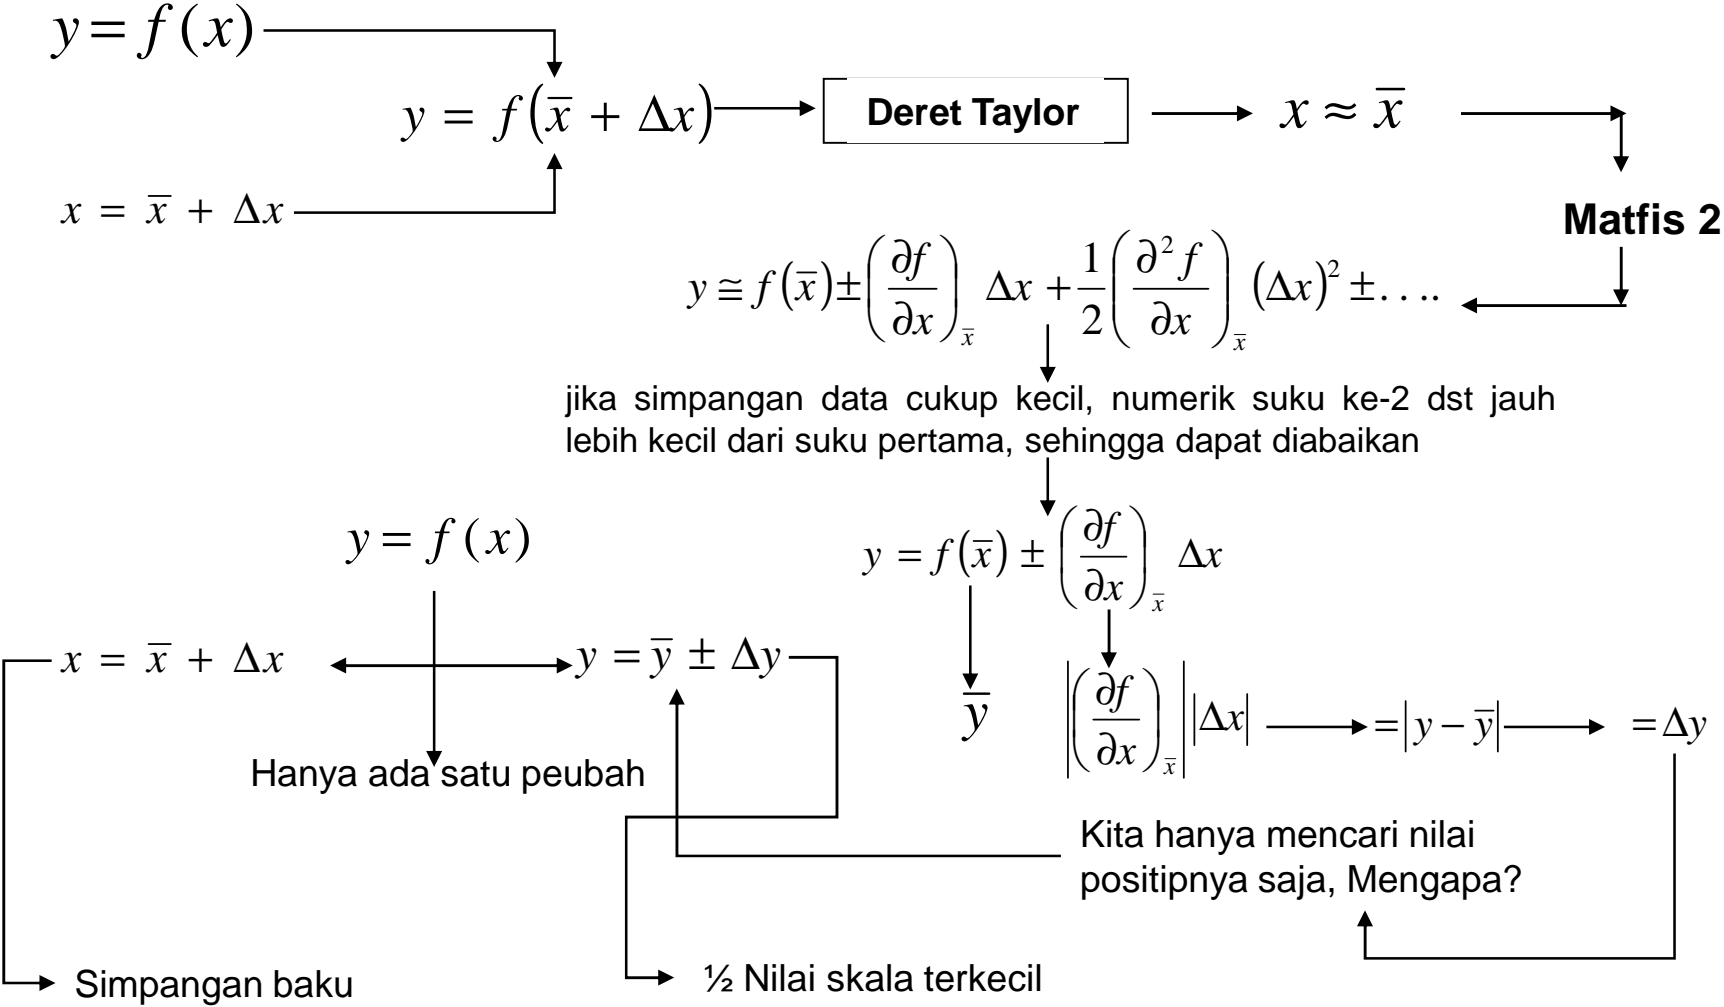 y = f(x)
y = f(x̄ + Δx)
Deret Taylor
x ≈ x̄
x = x̄ + Δx
Matfis 2
y ≅ f(x̄) ± (∂f/∂x)_x̄ Δx + 1/2 (∂²f/∂x)_x̄ (Δx)² ± . . ..
jika simpangan data cukup kecil, numerik suku ke-2 dst jauh
lebih kecil dari suku pertama, sehingga dapat diabaikan
y = f(x)
y = f(x̄) ± (∂f/∂x)_x̄ Δx
x = x̄ + Δx
y = ȳ ± Δy
ȳ
|(∂f/∂x)_x̄| |Δx|
= |y − ȳ|
= Δy
Hanya ada satu peubah
Kita hanya mencari nilai
positipnya saja, Mengapa?
Simpangan baku
½ Nilai skala terkecil